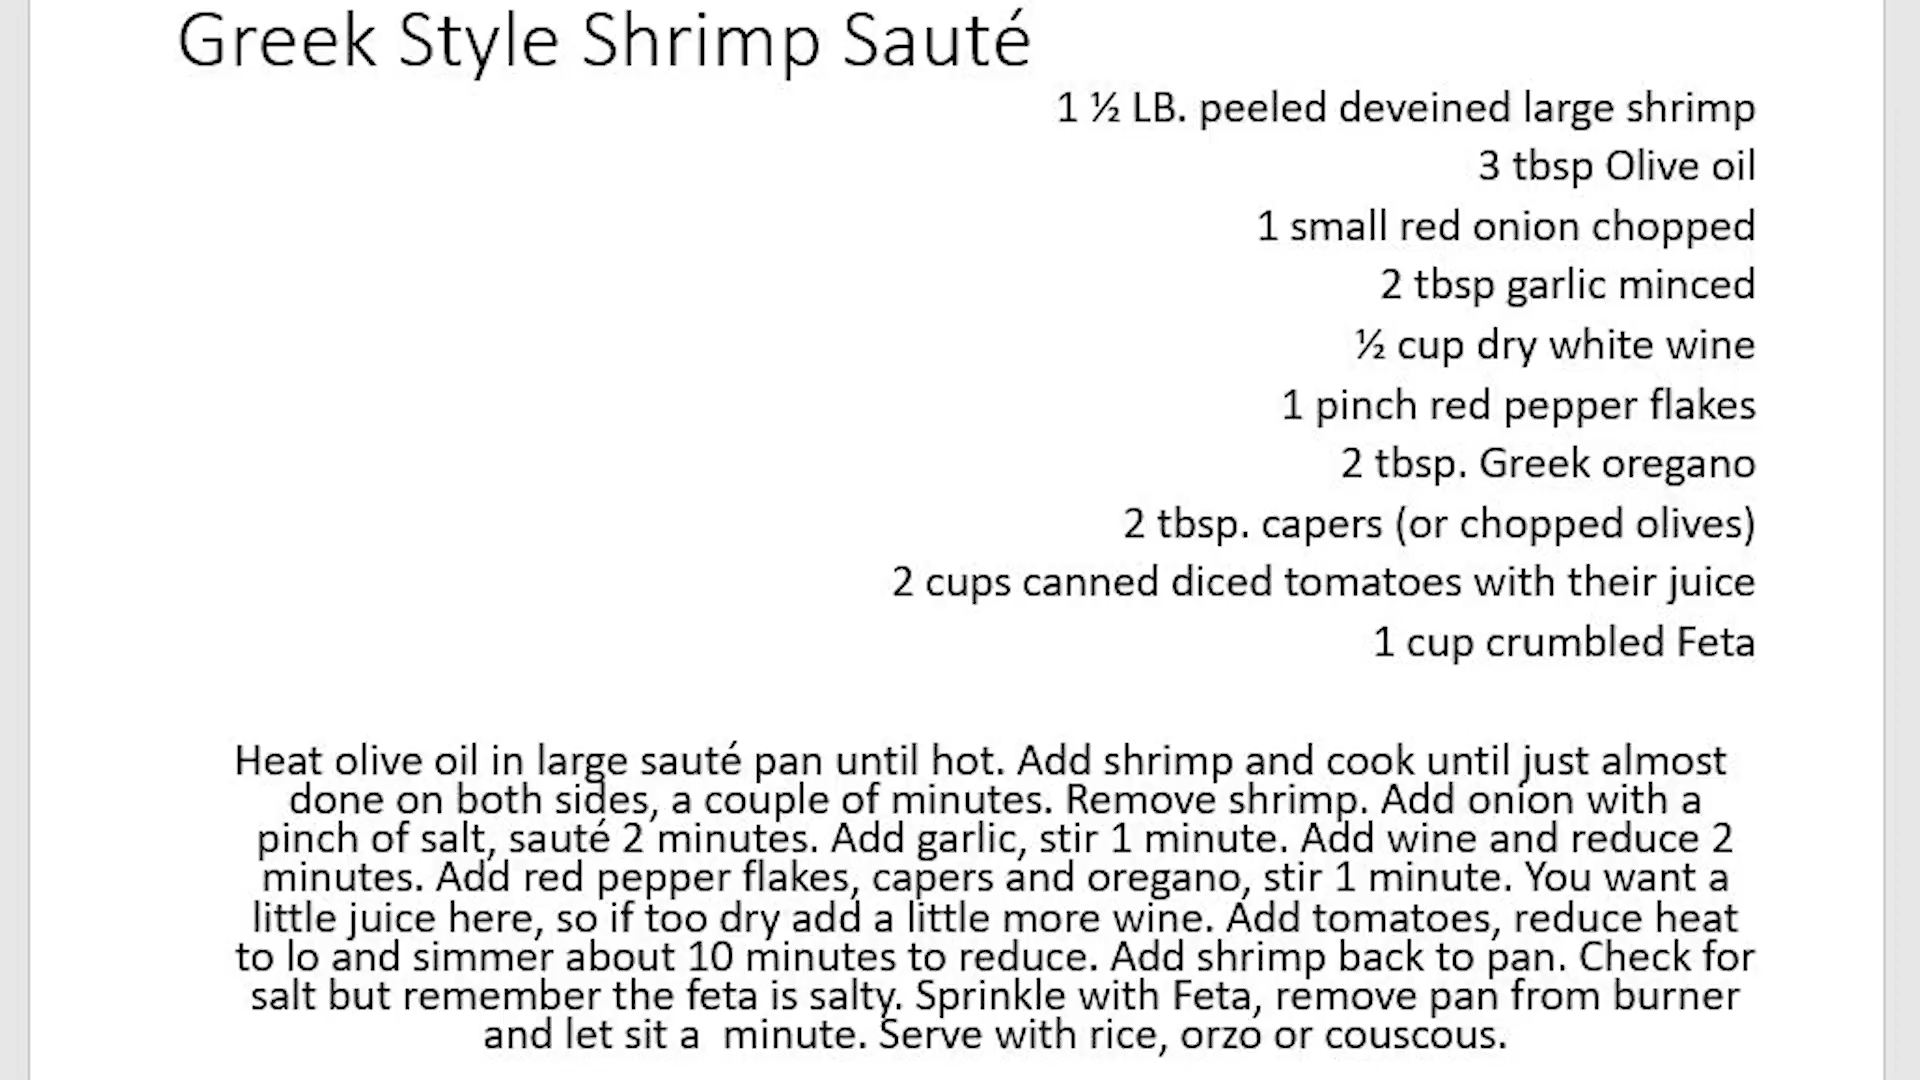 Greek Style Shrimp Sauté
1 ½ LB. peeled deveined large shrimp
3 tbsp Olive oil
1 small red onion chopped
2 tbsp garlic minced
½ cup dry white wine
1 pinch red pepper flakes
2 tbsp. Greek oregano
2 tbsp. capers (or chopped olives)
2 cups canned diced tomatoes with their juice
1 cup crumbled Feta
Heat olive oil in large sauté pan until hot. Add shrimp and cook until just almost
done on both sides, a couple of minutes. Remove shrimp. Add onion with a
pinch of salt, sauté 2 minutes. Add garlic, stir 1 minute. Add wine and reduce 2
minutes. Add red pepper flakes, capers and oregano, stir 1 minute. You want a
little juice here, so if too dry add a little more wine. Add tomatoes, reduce heat
to lo and simmer about 10 minutes to reduce. Add shrimp back to pan. Check for
salt but remember the feta is salty. Sprinkle with Feta, remove pan from burner
and let sit a  minute. Serve with rice, orzo or couscous.